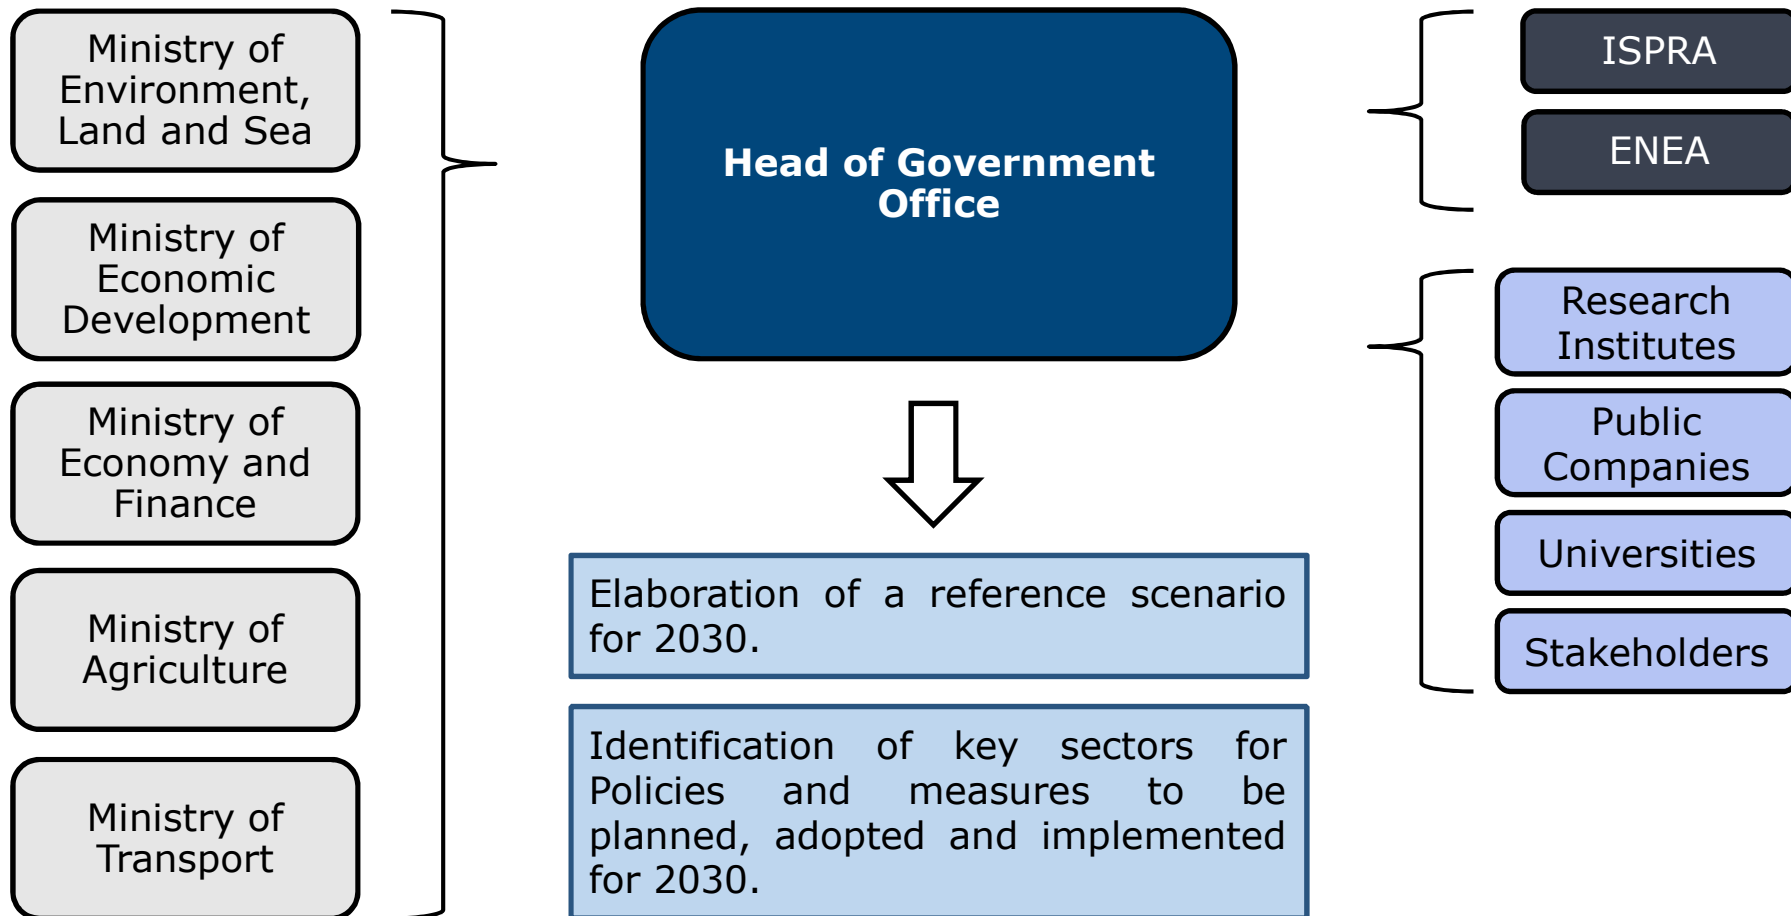 Ministry of
Environment,
Land and Sea
Ministry of
Economic
Development
Ministry of
Economy and
Finance
Ministry of
Agriculture
Ministry of
Transport
Head of Government
Office
Elaboration of a reference scenario
for 2030.
Identification of key sectors for
Policies and measures to be
planned, adopted and implemented
for 2030.
ISPRA
ENEA
Research
Institutes
Public
Companies
Universities
Stakeholders